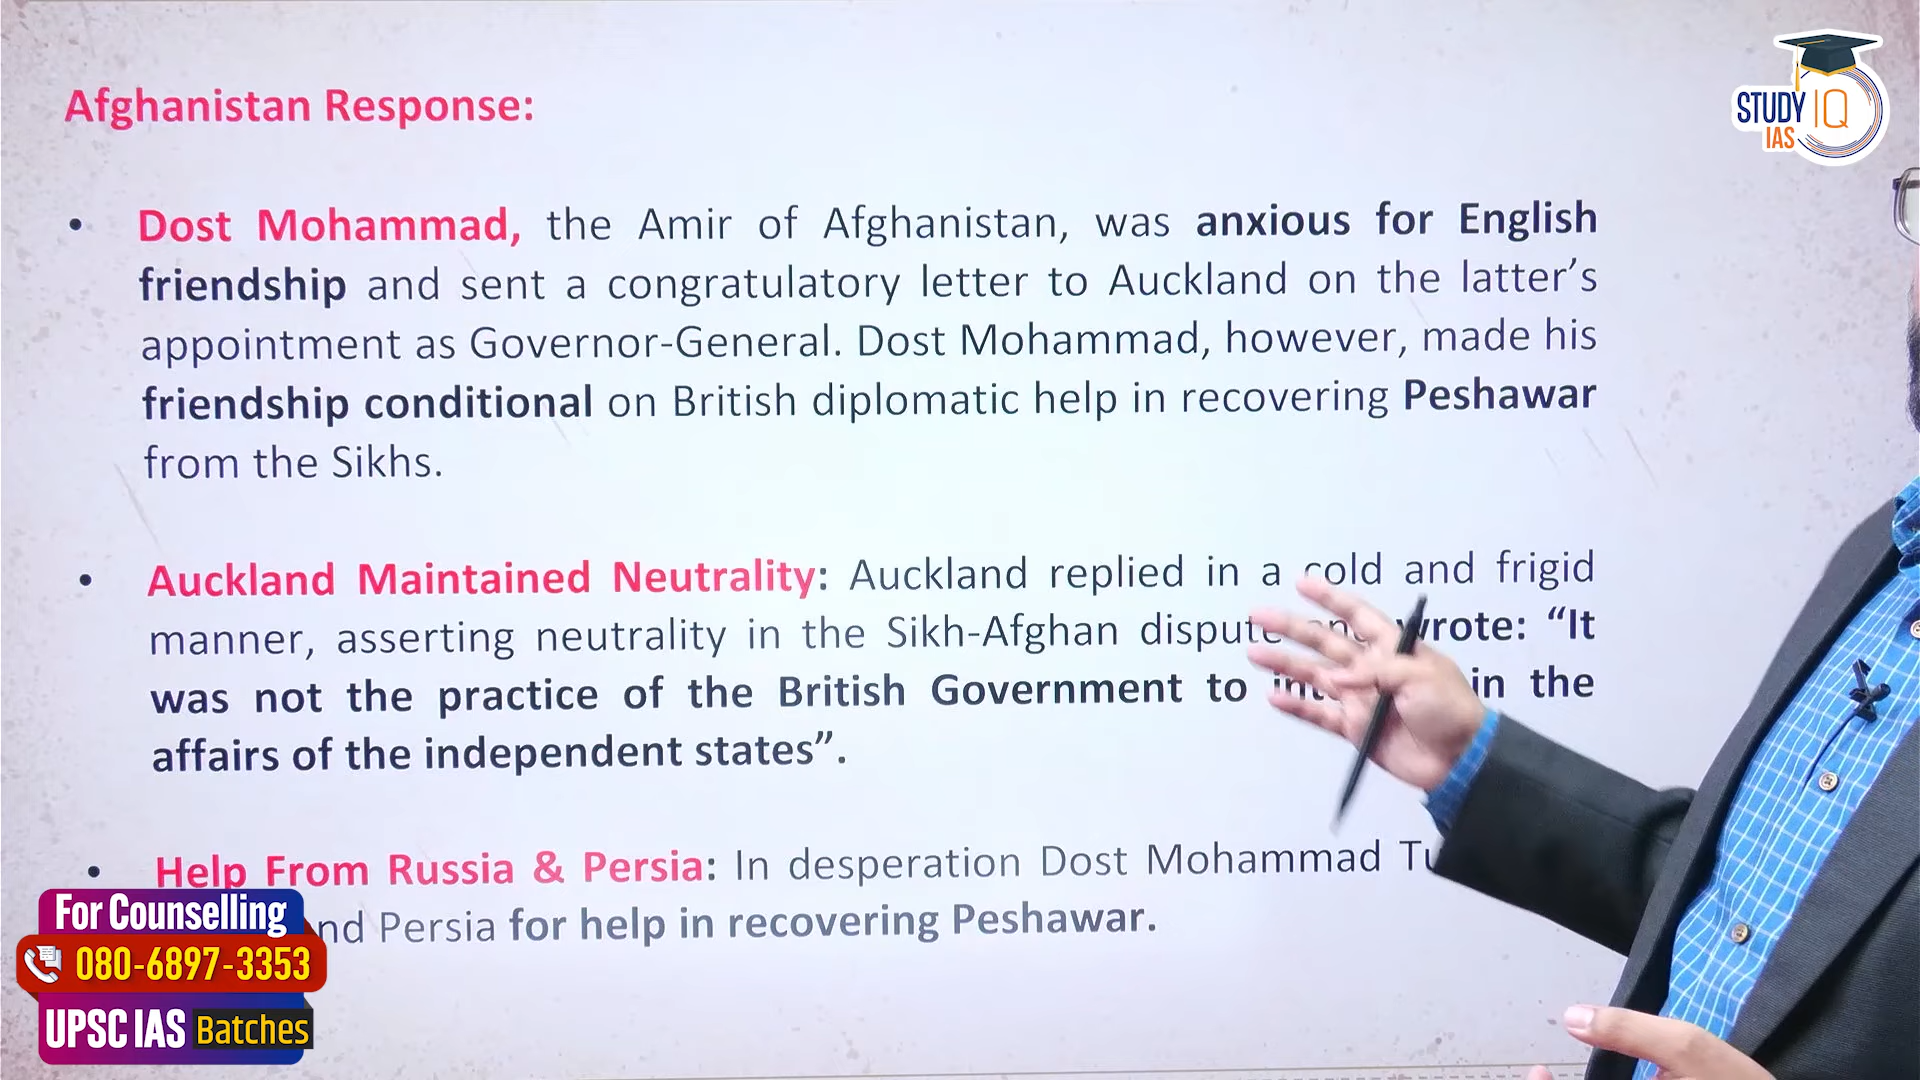 Afghanistan Response:
STUDY IQ
IAS
• Dost Mohammad, the Amir of Afghanistan, was anxious for English
friendship and sent a congratulatory letter to Auckland on the latter’s
appointment as Governor-General. Dost Mohammad, however, made his
friendship conditional on British diplomatic help in recovering Peshawar
from the Sikhs.
• Auckland Maintained Neutrality: Auckland replied in a cold and frigid
manner, asserting neutrality in the Sikh-Afghan dispute and wrote: “It
was not the practice of the British Government to in the
affairs of the independent states”.
• Help From Russia & Persia: In desperation Dost Mohammad
Persia for help in recovering Peshawar.
For Counselling
080-6897-3353
UPSC IAS Batches